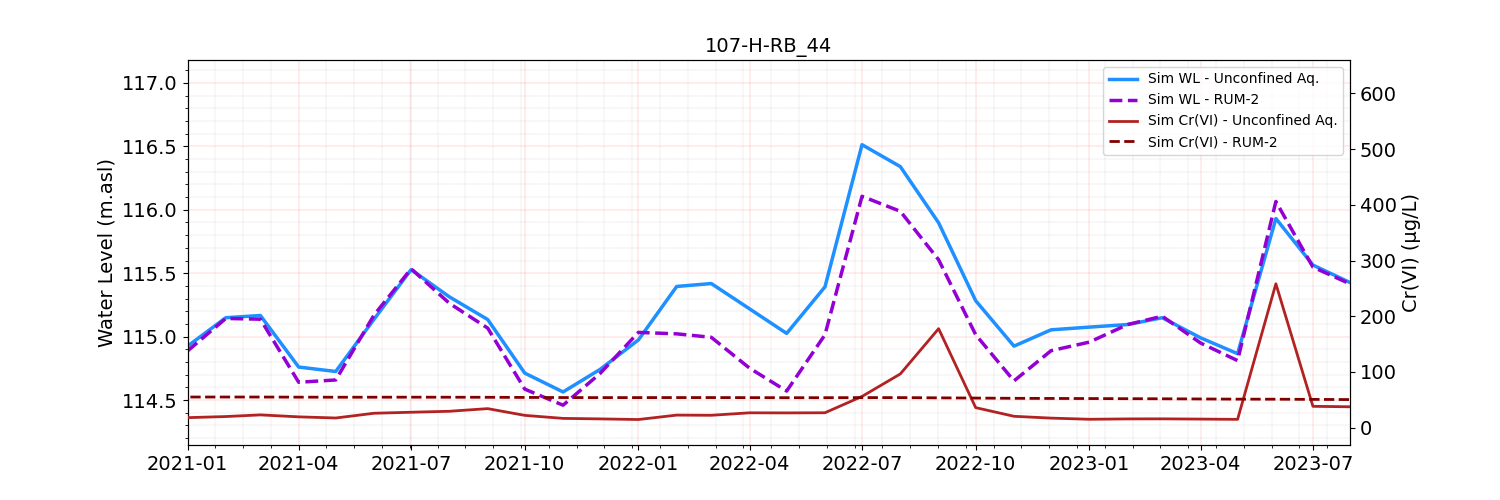 107-H-RB_44
Water Level (m.asl)
117.0
116.5
116.0
115.5
115.0
114.5
Sim WL - Unconfined Aq.
Sim WL - RUM-2
Sim Cr(VI) - Unconfined Aq.
Sim Cr(VI) - RUM-2
600
500
400
300
200
100
0
Cr(VI) (µg/L)
2021-01 2021-04 2021-07 2021-10 2022-01 2022-04 2022-07 2022-10 2023-01 2023-04 2023-07